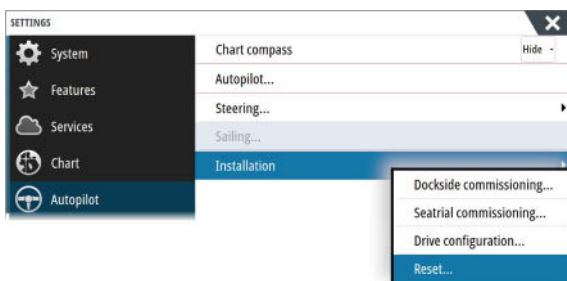 SETTINGS
System
Features
Services
Chart
Autopilot
Chart compass Hide -
Autopilot...
Steering...
Sailing...
Installation
Dockside commissioning...
Seatrial commissioning...
Drive configuration...
Reset...